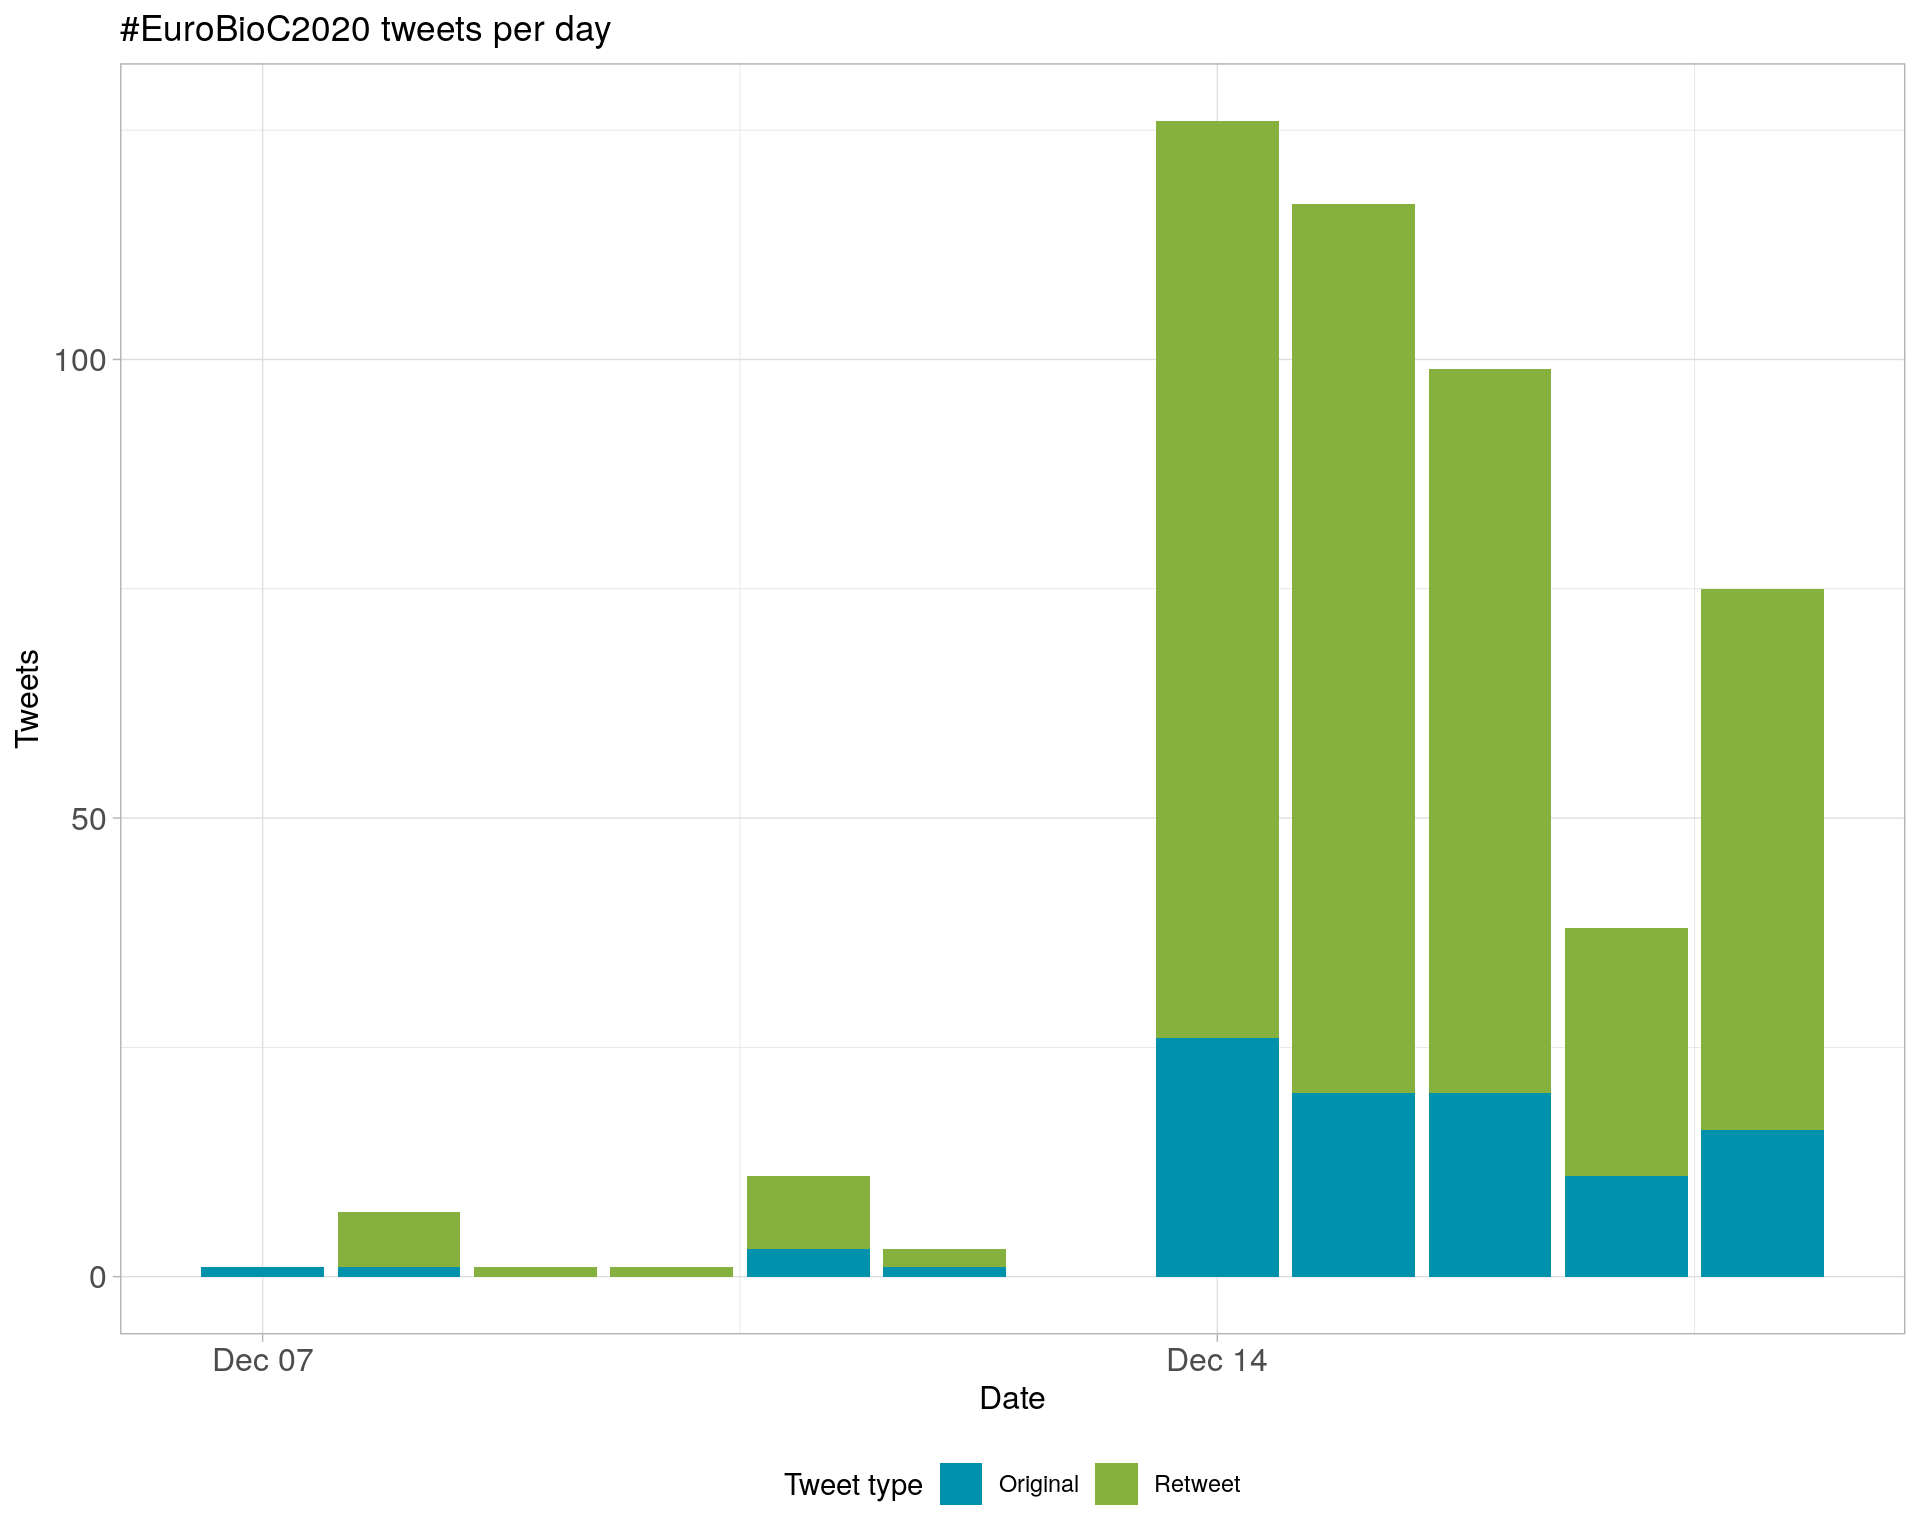 #EuroBioC2020 tweets per day
Tweets
100
50
0
Dec 07
Dec 14
Date
Tweet type
Original
Retweet